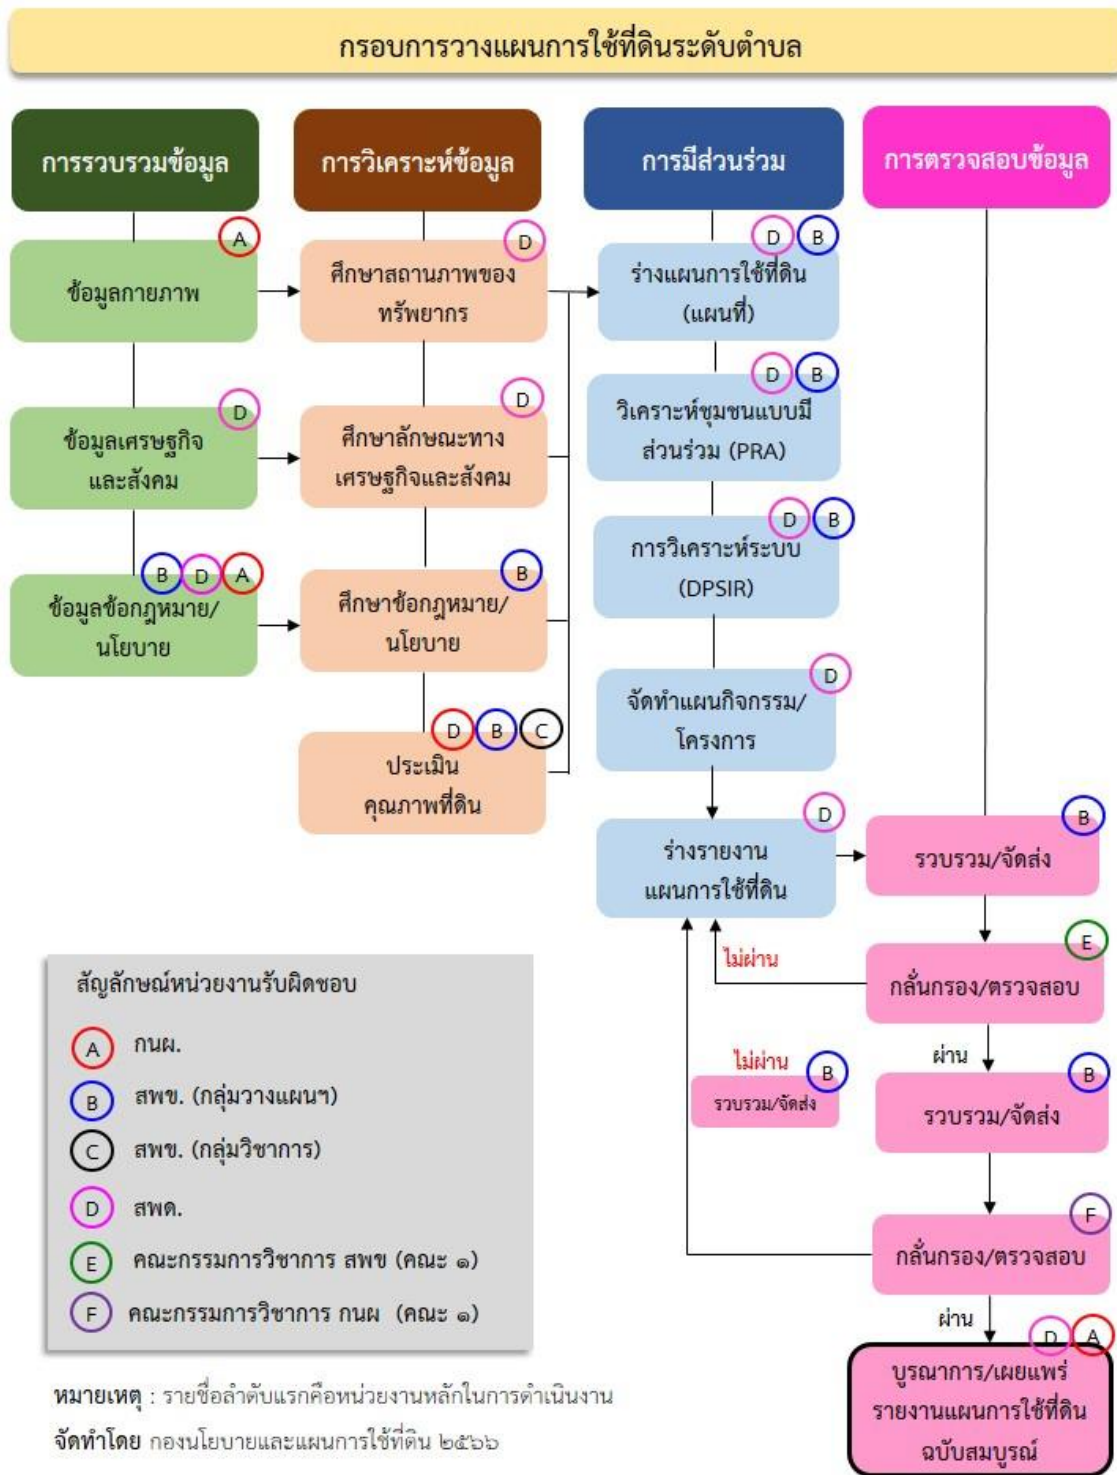 กรอบการวางแผนการใช้ที่ดินระดับตำบล
การรวบรวมข้อมูล
A
ข้อมูลกายภาพ
D
ข้อมูลเศรษฐกิจ
และสังคม
B D A
ข้อมูลข้อกฎหมาย/
นโยบาย
การวิเคราะห์ข้อมูล
D
ศึกษาสถานภาพของ
ทรัพยากร
D
ศึกษาลักษณะทาง
เศรษฐกิจและสังคม
B
ศึกษาข้อกฎหมาย/
นโยบาย
D B C
ประเมิน
คุณภาพที่ดิน
การมีส่วนร่วม
D B
ร่างแผนการใช้ที่ดิน
(แผนที่)
D B
วิเคราะห์ชุมชนแบบมี
ส่วนร่วม (PRA)
D B
การวิเคราะห์ระบบ
(DPSIR)
D
จัดทำแผนกิจกรรม/
โครงการ
D
ร่างรายงาน
แผนการใช้ที่ดิน
การตรวจสอบข้อมูล
B
รวบรวม/จัดส่ง
E
กลั่นกรอง/ตรวจสอบ
ไม่ผ่าน
ผ่าน
B
รวบรวม/จัดส่ง
ไม่ผ่าน
B
รวบรวม/จัดส่ง
F
กลั่นกรอง/ตรวจสอบ
ผ่าน
D A
บูรณาการ/เผยแพร่
รายงานแผนการใช้ที่ดิน
ฉบับสมบูรณ์
สัญลักษณ์หน่วยงานรับผิดชอบ
A กนผ.
B สพข. (กลุ่มวางแผนฯ)
C สพข. (กลุ่มวิชาการ)
D สพด.
E คณะกรรมการวิชาการ สพข (คณะ ๑)
F คณะกรรมการวิชาการ กนผ (คณะ ๑)
หมายเหตุ : รายชื่อลำดับแรกคือหน่วยงานหลักในการดำเนินงาน
จัดทำโดย กองนโยบายและแผนการใช้ที่ดิน ๒๕๖๖